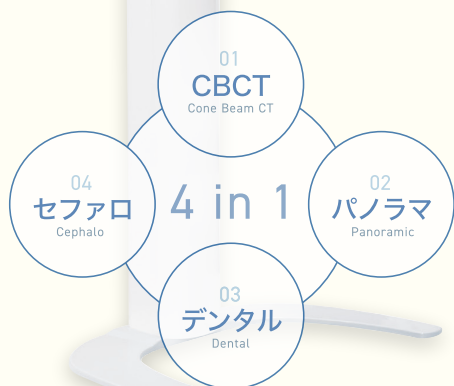 01
CBCT
Cone Beam CT
04
セファロ
Cephalo
4 in 1
02
パノラマ
Panoramic
03
デンタル
Dental